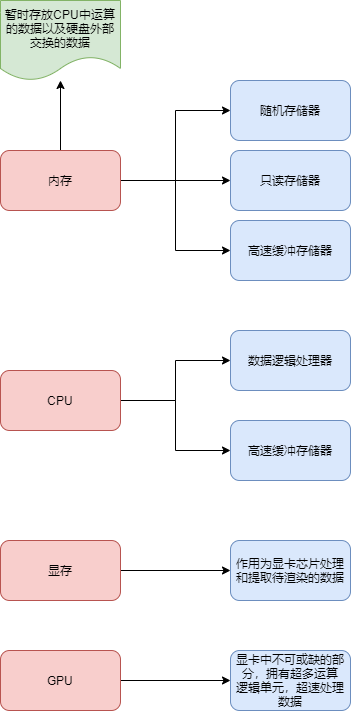 暂时存放CPU中运算
的数据以及硬盘外部
交换的数据
随机存储器
内存
只读存储器
高速缓冲存储器
数据逻辑处理器
CPU
高速缓冲存储器
显存
作用为显卡芯片处理
和提取待渲染的数据
GPU
显卡中不可或缺的部
分，拥有超多运算
逻辑单元，超速处理
数据